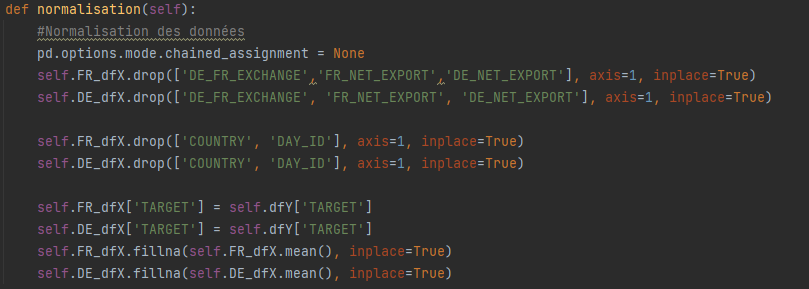 def normalisation(self):
    #Normalisation des données
    pd.options.mode.chained_assignment = None
    self.FR_dfX.drop(['DE_FR_EXCHANGE','FR_NET_EXPORT','DE_NET_EXPORT'], axis=1, inplace=True)
    self.DE_dfX.drop(['DE_FR_EXCHANGE', 'FR_NET_EXPORT', 'DE_NET_EXPORT'], axis=1, inplace=True)

    self.FR_dfX.drop(['COUNTRY', 'DAY_ID'], axis=1, inplace=True)
    self.DE_dfX.drop(['COUNTRY', 'DAY_ID'], axis=1, inplace=True)

    self.FR_dfX['TARGET'] = self.dfY['TARGET']
    self.DE_dfX['TARGET'] = self.dfY['TARGET']
    self.FR_dfX.fillna(self.FR_dfX.mean(), inplace=True)
    self.DE_dfX.fillna(self.DE_dfX.mean(), inplace=True)